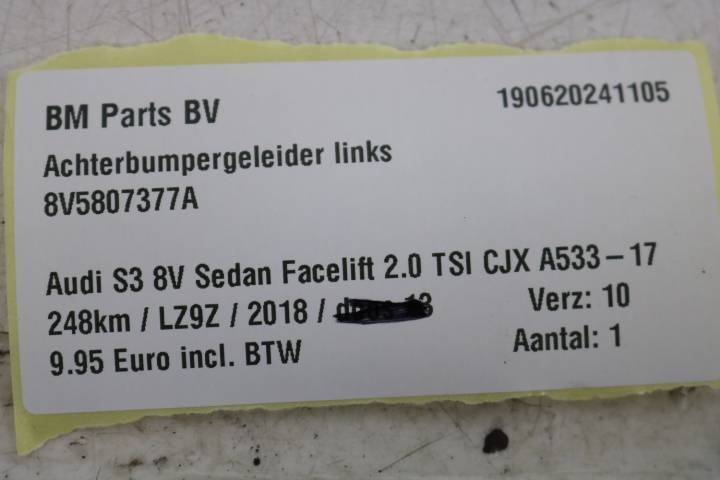 BM Parts BV 190620241105
Achterbumpergeleider links
8V5807377A
Audi S3 8V Sedan Facelift 2.0 TSI CJX A533-17
248km / LZ9Z / 2018 / Verz: 10
9.95 Euro incl. BTW Aantal: 1